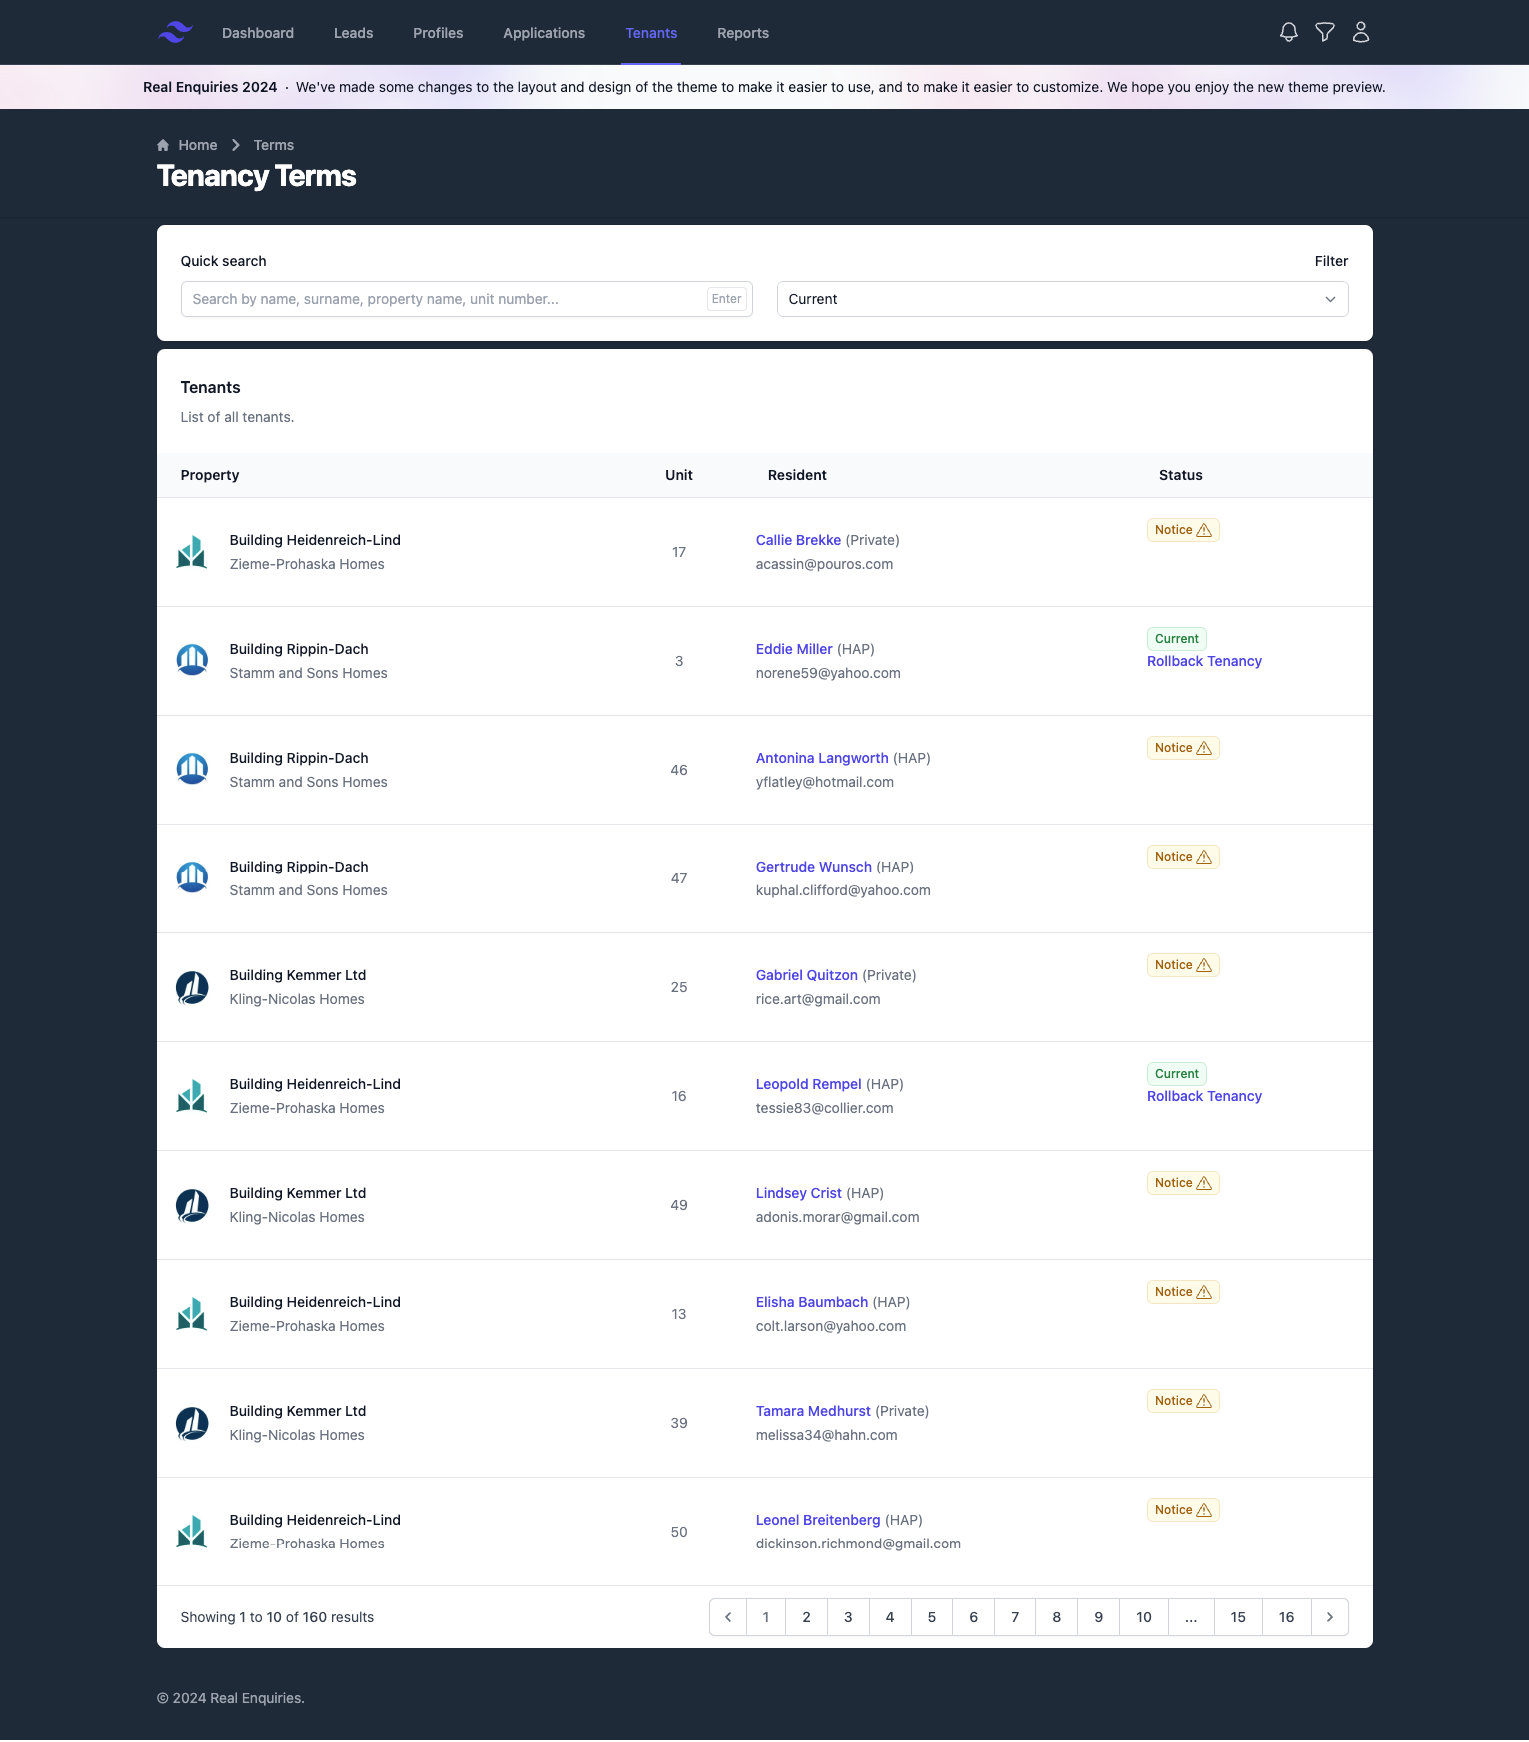 Dashboard Leads Profiles Applications Tenants Reports
Real Enquiries 2024 · We've made some changes to the layout and design of the theme to make it easier to use, and to make it easier to customize. We hope you enjoy the new theme preview.
Home > Terms
Tenancy Terms
Quick search Filter
Search by name, surname, property name, unit number... Enter Current
Tenants
List of all tenants.
Property Unit Resident Status
Notice
Building Heidenreich-Lind Callie Brekke (Private)
17
Zieme-Prohaska Homes acassin@pouros.com
Current
Building Rippin-Dach Eddie Miller (HAP)
3 Rollback Tenancy
Stamm and Sons Homes norene59@yahoo.com
Notice
Building Rippin-Dach Antonina Langworth (HAP)
46
Stamm and Sons Homes yflatley@hotmail.com
Notice
Building Rippin-Dach Gertrude Wunsch (HAP)
47
Stamm and Sons Homes kuphal.clifford@yahoo.com
Notice
Building Kemmer Ltd Gabriel Quitzon (Private)
25
Kling-Nicolas Homes rice.art@gmail.com
Current
Building Heidenreich-Lind Leopold Rempel (HAP)
16 Rollback Tenancy
Zieme-Prohaska Homes tessie83@collier.com
Notice
Building Kemmer Ltd Lindsey Crist (HAP)
49
Kling-Nicolas Homes adonis.morar@gmail.com
Notice
Building Heidenreich-Lind Elisha Baumbach (HAP)
13
Zieme-Prohaska Homes colt.larson@yahoo.com
Notice
Building Kemmer Ltd Tamara Medhurst (Private)
39
Kling-Nicolas Homes melissa34@hahn.com
Notice
Building Heidenreich-Lind Leonel Breitenberg (HAP)
50
Zieme-Prohaska Homes dickinson.richmond@gmail.com
Showing 1 to 10 of 160 results < 1 2 3 4 5 6 7 8 9 10 ... 15 16 >
© 2024 Real Enquiries.